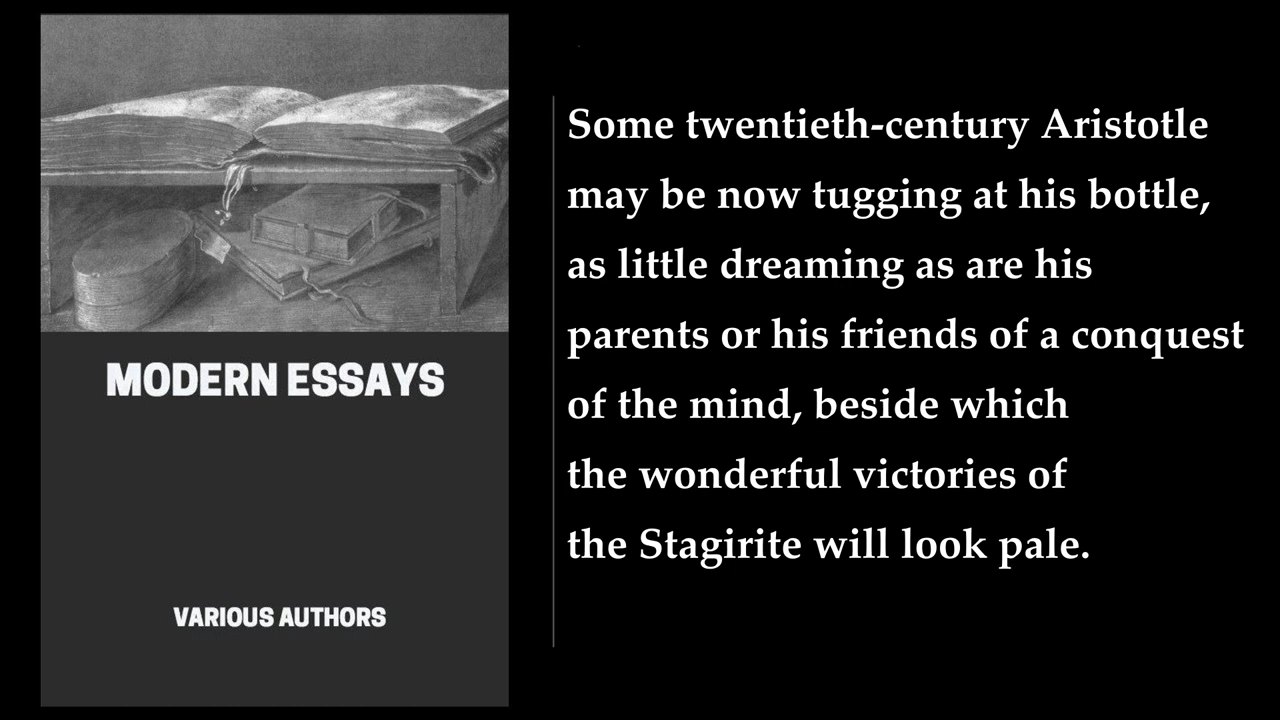 MODERN ESSAYS
VARIOUS AUTHORS
Some twentieth-century Aristotle
may be now tugging at his bottle,
as little dreaming as are his
parents or his friends of a conquest
of the mind, beside which
the wonderful victories of
the Stagirite will look pale.